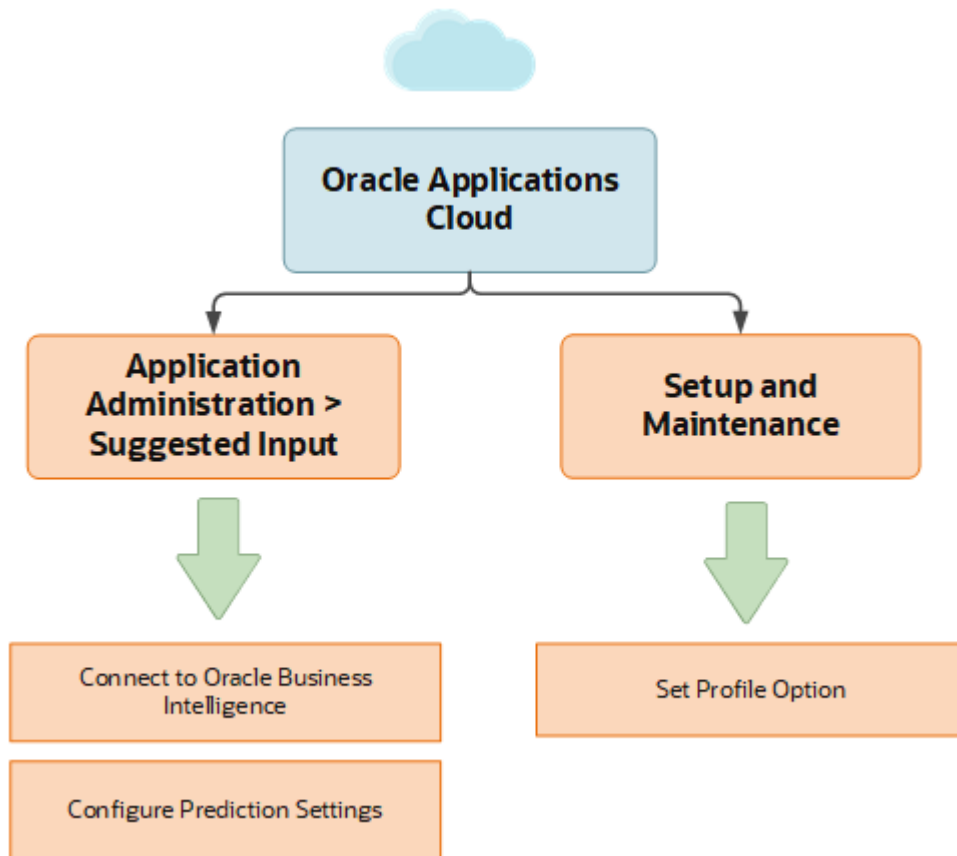 Oracle Applications
Cloud
Application
Administration >
Suggested Input
Setup and
Maintenance
Connect to Oracle Business
Intelligence
Set Profile Option
Configure Prediction Settings